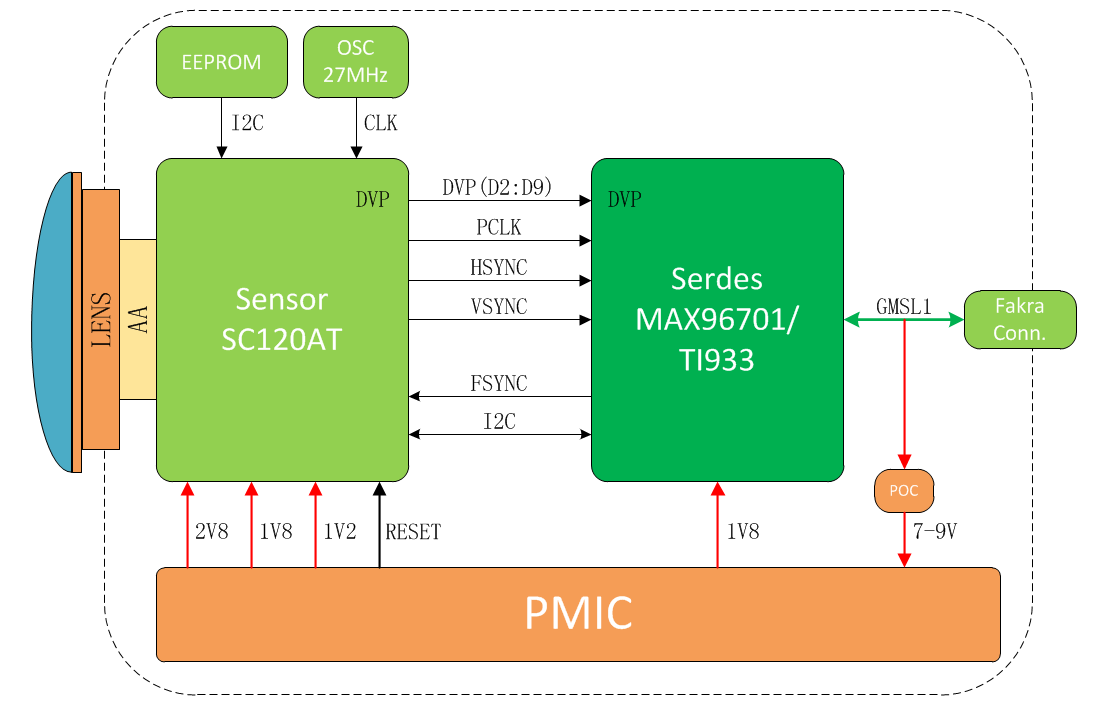 EEPROM
OSC
27MHz
I2C
CLK
DVP
DVP(D2:D9)
DVP
PCLK
HSYNC
VSYNC
FSYNC
I2C
LENS
AA
Sensor
SC120AT
Serdes
MAX96701/
TI933
GMSL1
Fakra
Conn.
POC
7-9V
2V8
1V8
1V2
RESET
1V8
PMIC